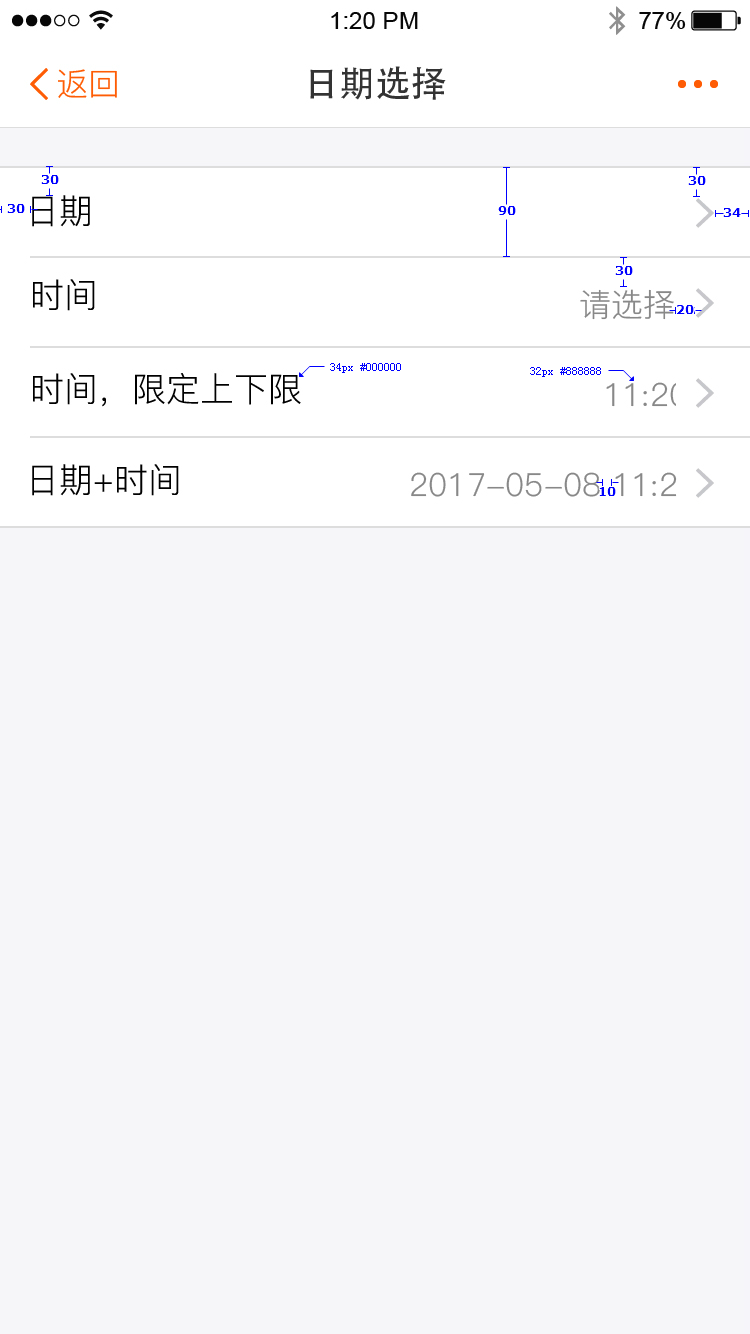 1:20 PM 77%
返回 日期选择
30 30
30 日期 90 34
30
时间 请选择 20
34px #000000 32px #888888
时间，限定上下限 11:20
日期+时间 2017-05-08 11:2
10